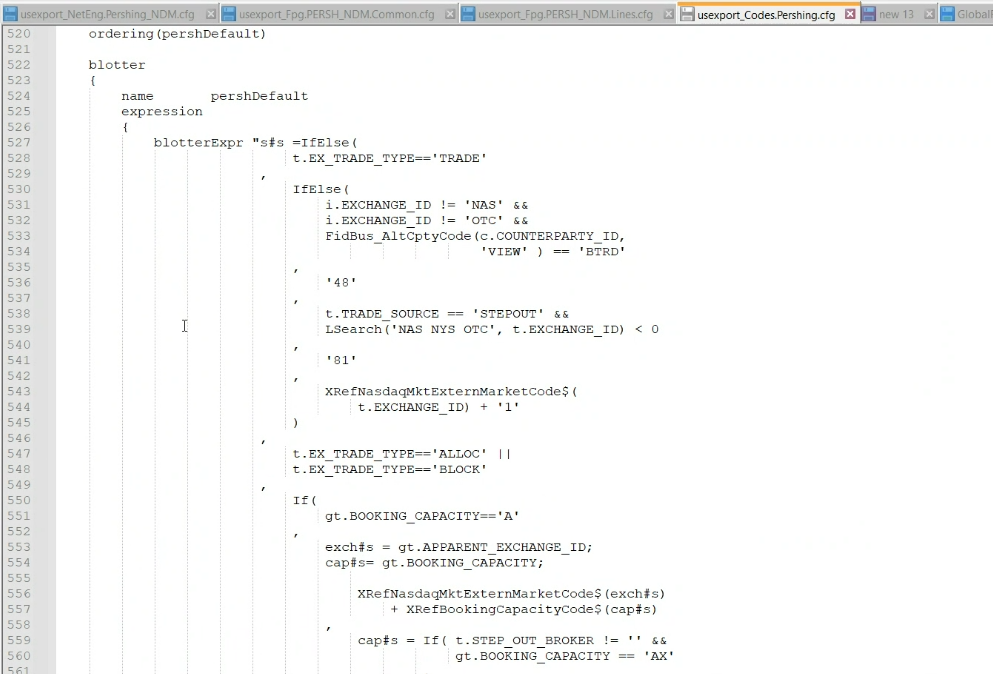 usexport_NetEng.Pershing_NDM.cfg usexport_Fpg.PERSH_NDM.Common.cfg usexport_Fpg.PERSH_NDM.Lines.cfg usexport_Codes.Pershing.cfg new 13
520 ordering(pershDefault)
521
522 blotter
523 {
524 name pershDefault
525 expression
526 {
527 blotterExpr "s#s =IfElse(
528 t.EX_TRADE_TYPE=='TRADE'
529 ,
530 IfElse(
531 i.EXCHANGE_ID != 'NAS' &&
532 i.EXCHANGE_ID != 'OTC' &&
533 FidBus_AltCptyCode(c.COUNTERPARTY_ID,
534 'VIEW' ) == 'BTRD'
535 ,
536 '48'
537 ,
538 t.TRADE_SOURCE == 'STEPOUT' &&
539 LSearch('NAS NYS OTC', t.EXCHANGE_ID) < 0
540 ,
541 '81'
542 ,
543 XRefNasdaqMktExternMarketCode$(
544 t.EXCHANGE_ID) + '1'
545 )
546 ,
547 t.EX_TRADE_TYPE=='ALLOC' ||
548 t.EX_TRADE_TYPE=='BLOCK'
549 ,
550 If(
551 gt.BOOKING_CAPACITY=='A'
552 ,
553 exch#s = gt.APPARENT_EXCHANGE_ID;
554 cap#s= gt.BOOKING_CAPACITY;
555
556 XRefNasdaqMktExternMarketCode$(exch#s)
557 + XRefBookingCapacityCode$(cap#s)
558 ,
559 cap#s = If( t.STEP_OUT_BROKER != '' &&
560 gt.BOOKING_CAPACITY == 'AX'
561